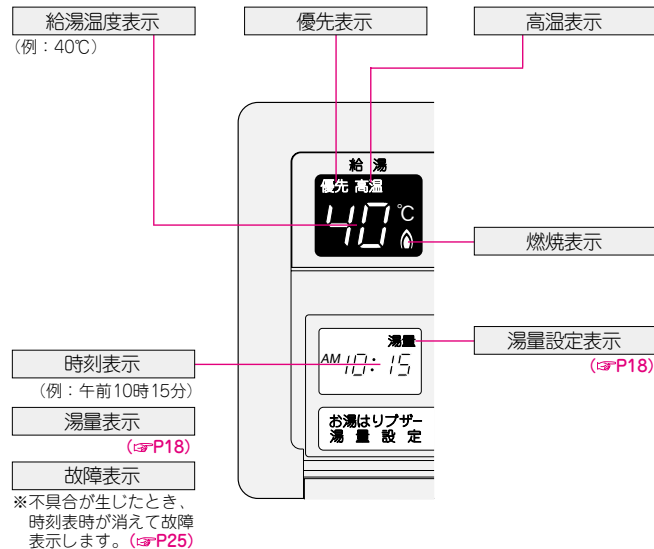 給湯温度表示
(例：40℃)
優先表示
高温表示
給 湯
優先 高温
40℃
燃焼表示
湯量
AM 10:15
湯量設定表示
(☞P18)
時刻表示
(例：午前10時15分)
湯量表示
(☞P18)
故障表示
※不具合が生じたとき、
時刻表時が消えて故障
表示します。(☞P25)
お湯はりブザー
湯 量 設 定